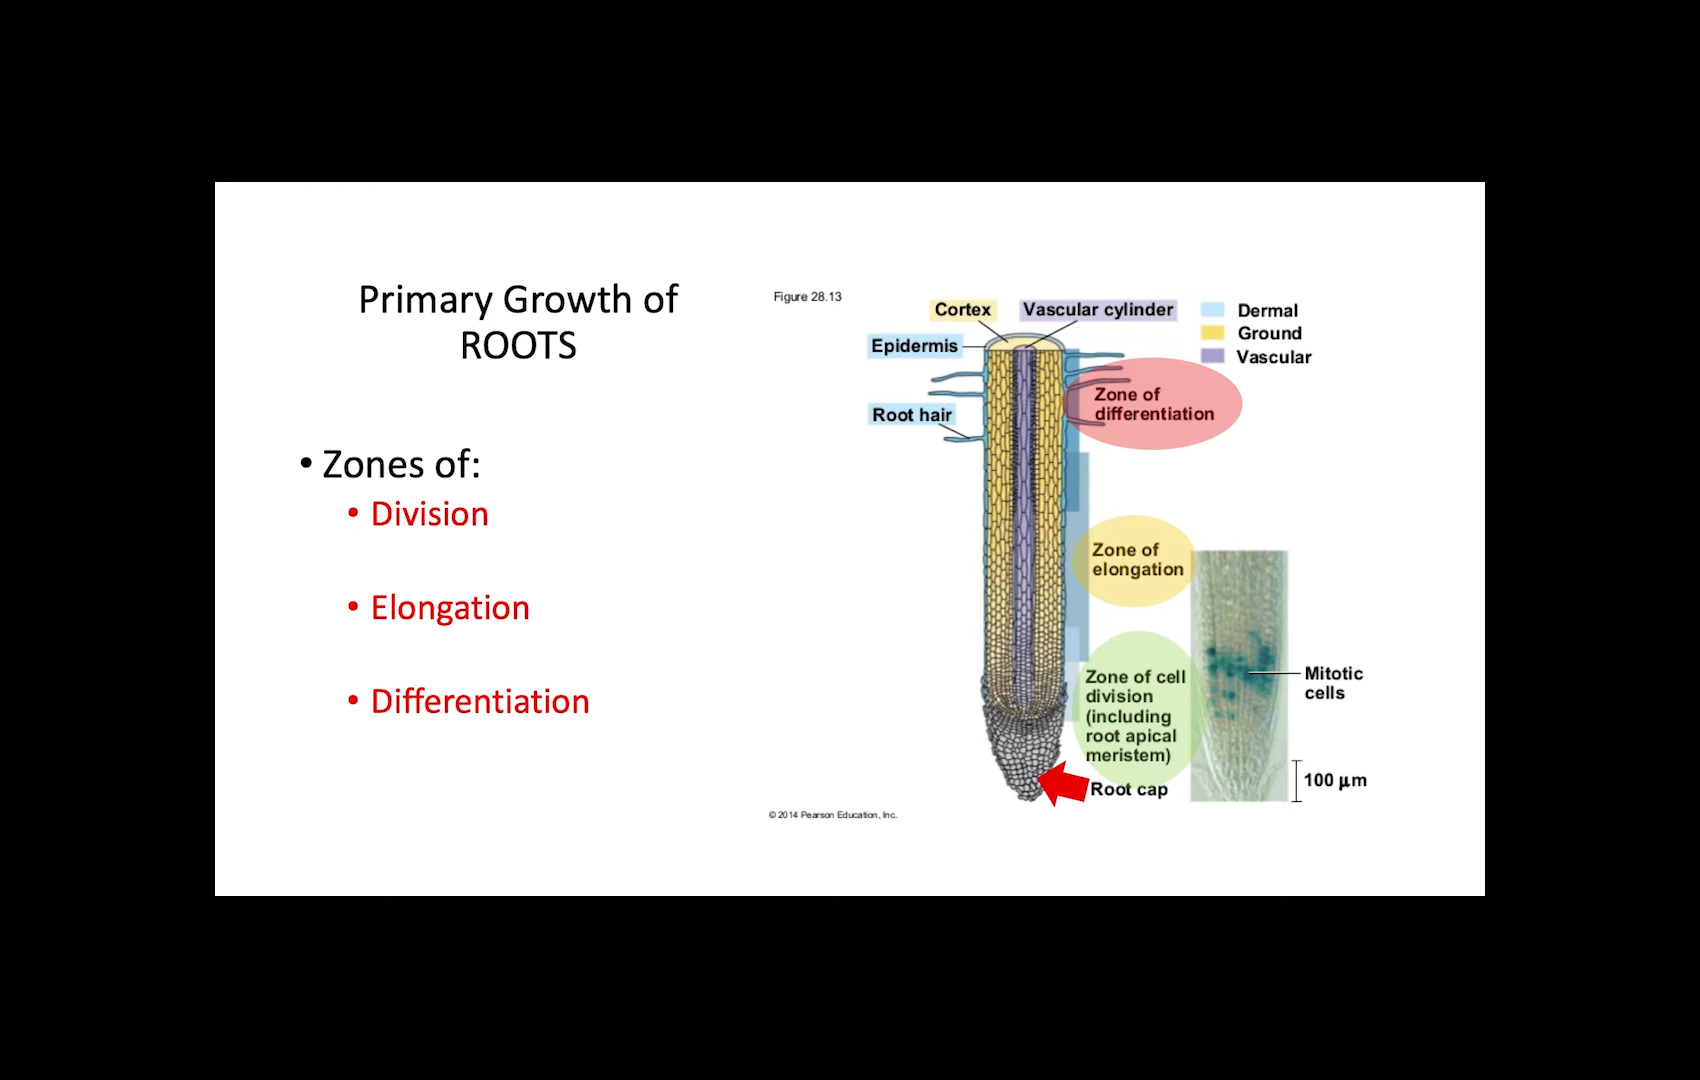 Primary Growth of
ROOTS
• Zones of:
• Division
• Elongation
• Differentiation
Figure 28.13
Cortex
Vascular cylinder
Epidermis
Root hair
Dermal
Ground
Vascular
Zone of
differentiation
Zone of
elongation
Zone of cell
division
(including
root apical
meristem)
Root cap
Mitotic
cells
100 μm
© 2014 Pearson Education, Inc.